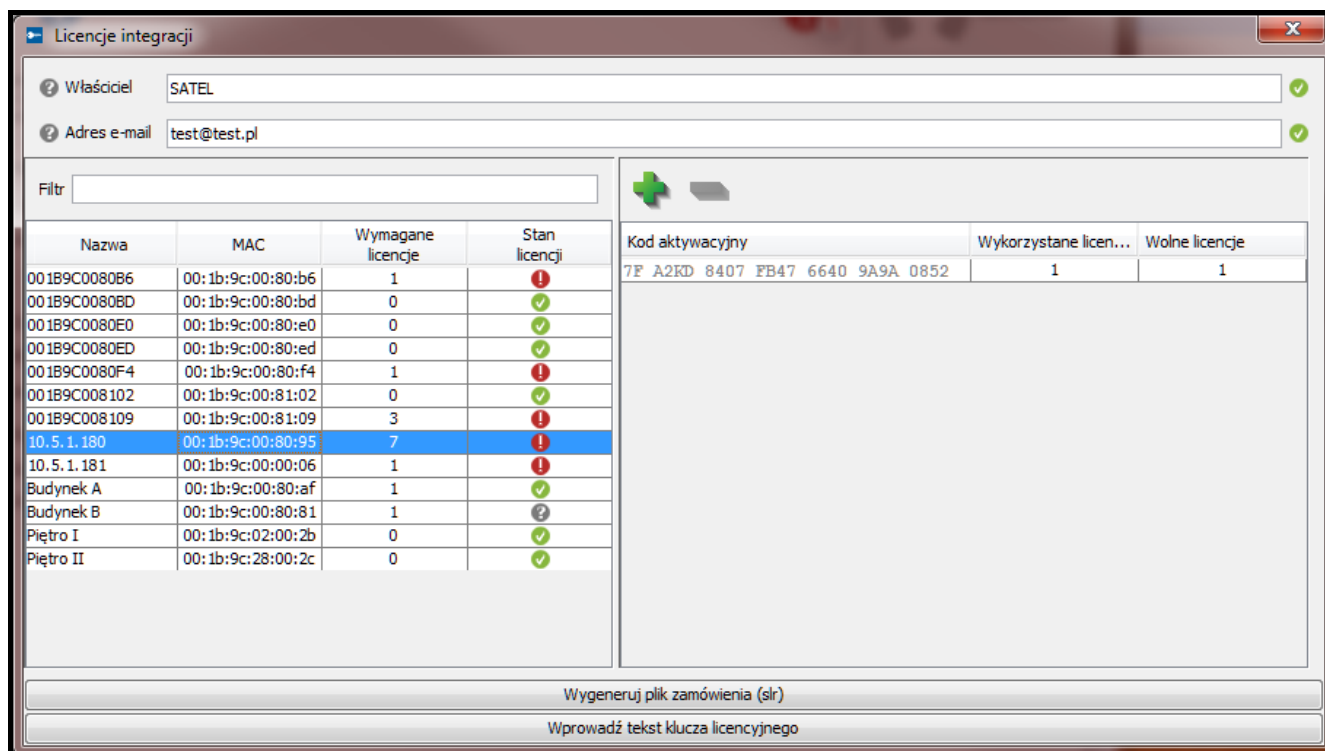 Licencje integracji
Właściciel SATEL
Adres e-mail test@test.pl
Filtr
Nazwa MAC Wymagane licencje Stan licencji
001B9C0080B6 00:1b:9c:00:80:b6 1
001B9C0080BD 00:1b:9c:00:80:bd 0
001B9C0080E0 00:1b:9c:00:80:e0 0
001B9C0080ED 00:1b:9c:00:80:ed 0
001B9C0080F4 00:1b:9c:00:80:f4 1
001B9C008102 00:1b:9c:00:81:02 0
001B9C008109 00:1b:9c:00:81:09 3
10.5.1.180 00:1b:9c:00:80:95 7
10.5.1.181 00:1b:9c:00:00:06 1
Budynek A 00:1b:9c:00:80:af 1
Budynek B 00:1b:9c:00:80:81 1
Piętro I 00:1b:9c:02:00:2b 0
Piętro II 00:1b:9c:28:00:2c 0
Kod aktywacyjny Wykorzystane licen... Wolne licencje
7F A2KD 8407 FB47 6640 9A9A 0852 1 1
Wygeneruj plik zamówienia (slr)
Wprowadź tekst klucza licencyjnego